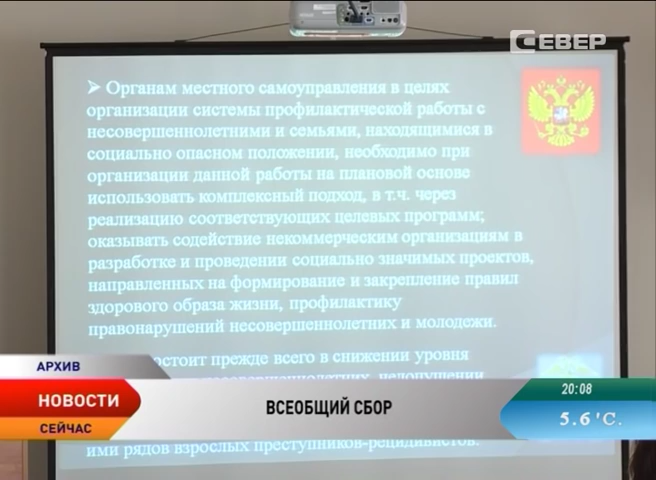 СЕВЕР
➤ Органам местного самоуправления в целях
организации системы профилактической работы с
несовершеннолетними и семьями, находящимися в
социально опасном положении, необходимо при
организации данной работы на плановой основе
использовать комплексный подход, в т.ч. через
реализацию соответствующих целевых программ;
оказывать содействие некоммерческим организациям в
разработке и проведении социально значимых проектов,
направленных на формирование и закрепление правил
здорового образа жизни, профилактику
правонарушений несовершеннолетних и молодежи.
состоит прежде всего в снижении уровня
несовершеннолетних, недопущении
ими рядов взрослых преступников-рецидивистов.
АРХИВ
НОВОСТИ
СЕЙЧАС
ВСЕОБЩИЙ СБОР
20:08
5.6°C.